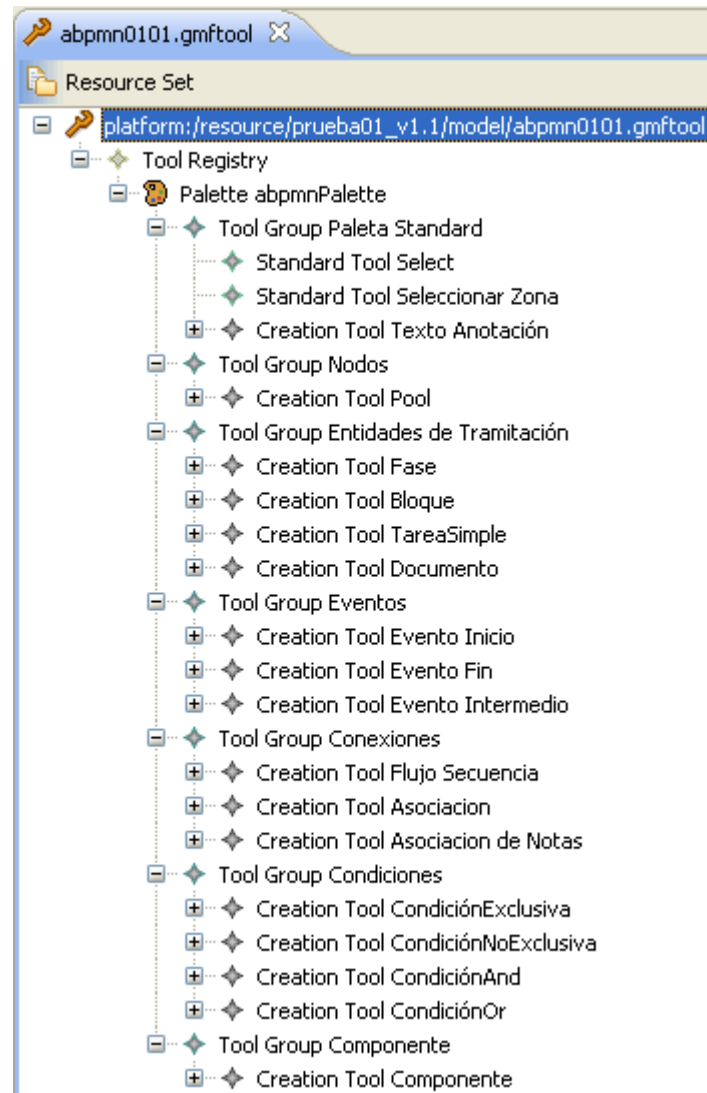 abpmn0101.gmftool
Resource Set
platform:/resource/prueba01_v1.1/model/abpmn0101.gmftool
Tool Registry
Palette abpmnPalette
Tool Group Paleta Standard
Standard Tool Select
Standard Tool Seleccionar Zona
Creation Tool Texto Anotación
Tool Group Nodos
Creation Tool Pool
Tool Group Entidades de Tramitación
Creation Tool Fase
Creation Tool Bloque
Creation Tool TareaSimple
Creation Tool Documento
Tool Group Eventos
Creation Tool Evento Inicio
Creation Tool Evento Fin
Creation Tool Evento Intermedio
Tool Group Conexiones
Creation Tool Flujo Secuencia
Creation Tool Asociacion
Creation Tool Asociacion de Notas
Tool Group Condiciones
Creation Tool CondiciónExclusiva
Creation Tool CondiciónNoExclusiva
Creation Tool CondiciónAnd
Creation Tool CondiciónOr
Tool Group Componente
Creation Tool Componente